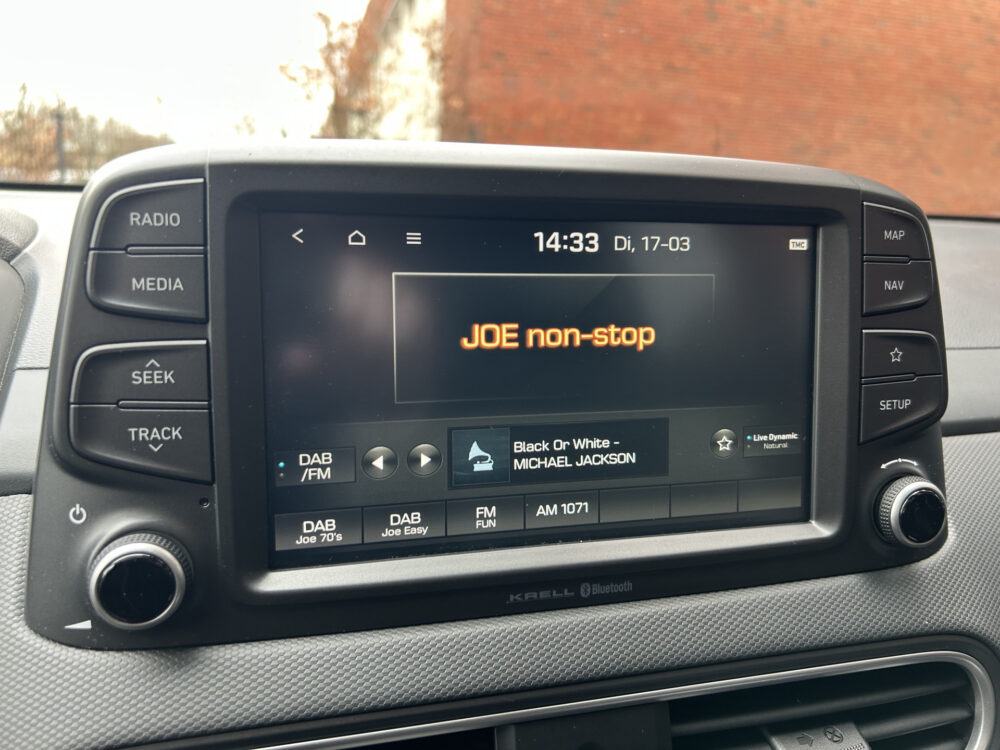 RADIO
MEDIA
SEEK
TRACK
14:33 Di, 17-03
TMC
JOE non-stop
DAB
/FM
Black Or White -
MICHAEL JACKSON
Live Dynamic
Natural
DAB
Joe 70's
DAB
Joe Easy
FM
FUN
AM 1071
KRELL Bluetooth
MAP
NAV
SETUP